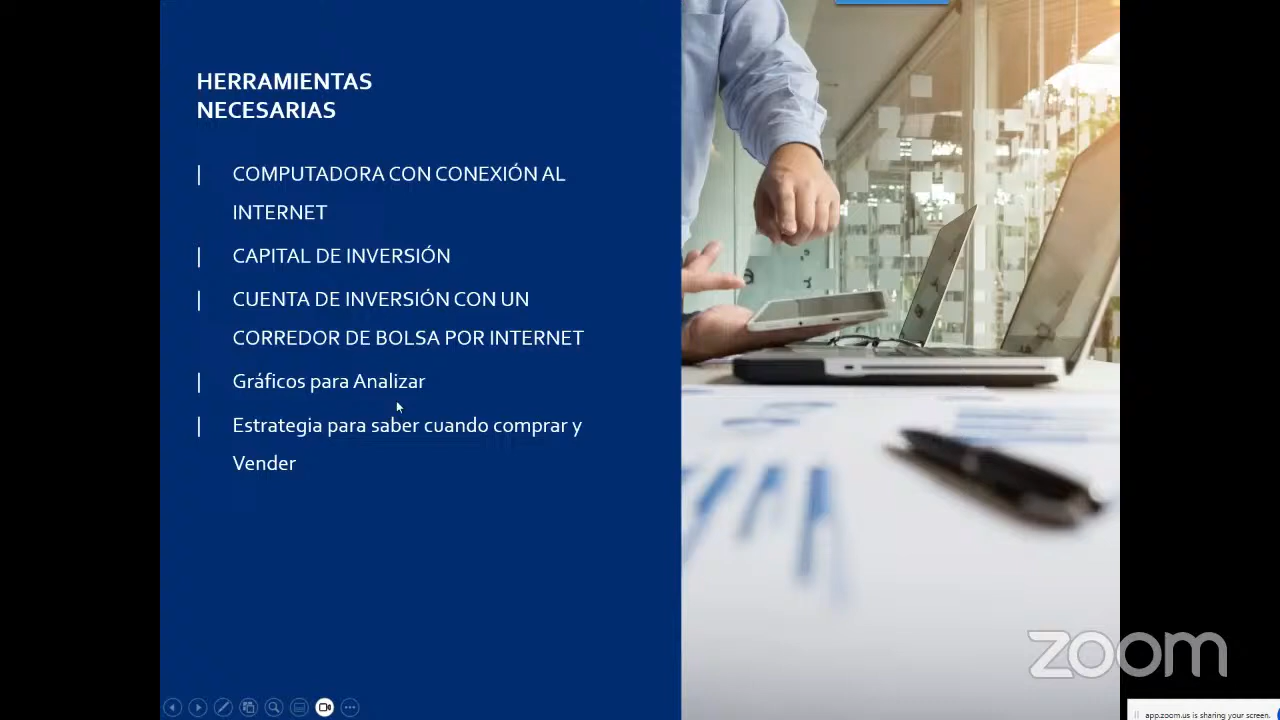 HERRAMIENTAS
NECESARIAS
| COMPUTADORA CON CONEXIÓN AL
INTERNET
| CAPITAL DE INVERSIÓN
| CUENTA DE INVERSIÓN CON UN
CORREDOR DE BOLSA POR INTERNET
| Gráficos para Analizar
| Estrategia para saber cuando comprar y
Vender
zoom
app.zoom.us is sharing your screen.